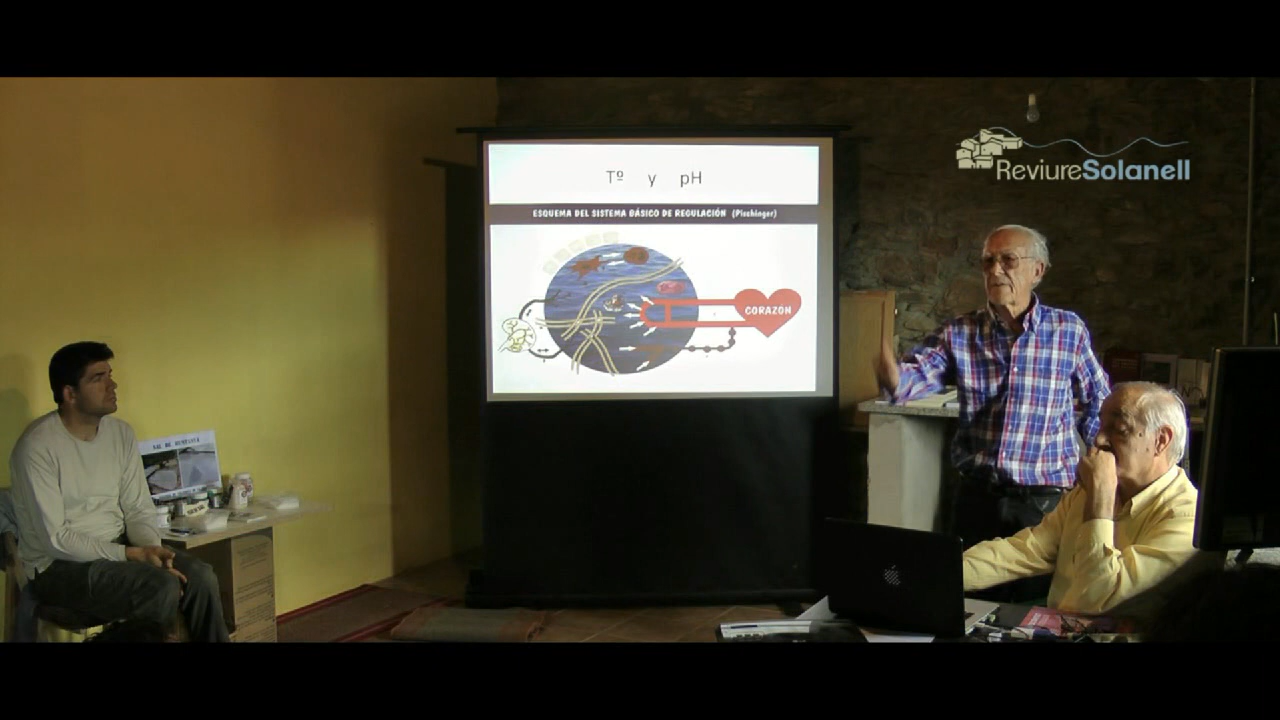 Tº y pH
ESQUEMA DEL SISTEMA BÁSICO DE REGULACIÓN (Pischinger)
CORAZON
ReviureSolanell